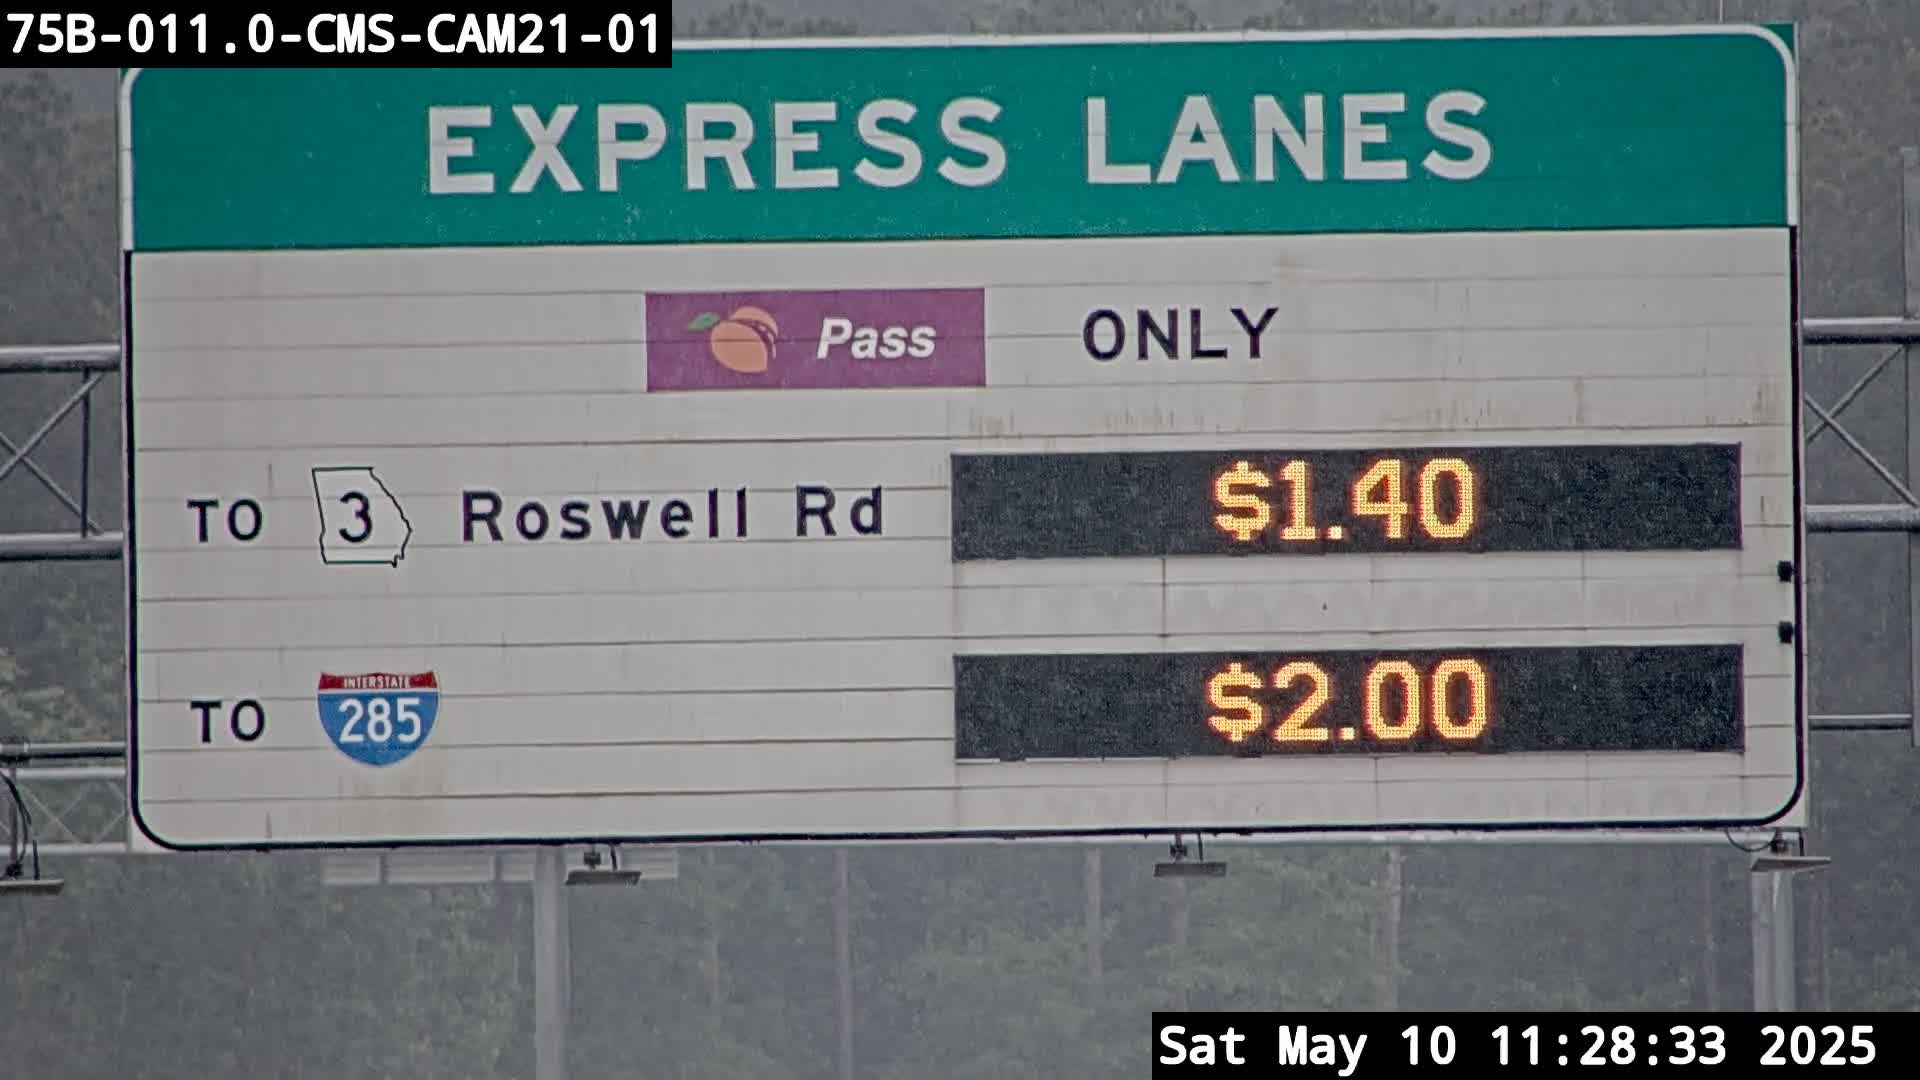 75B-011.0-CMS-CAM21-01
EXPRESS LANES
Pass ONLY
TO 3 Roswell Rd $1.40
TO INTERSTATE 285 $2.00
Sat May 10 11:28:33 2025